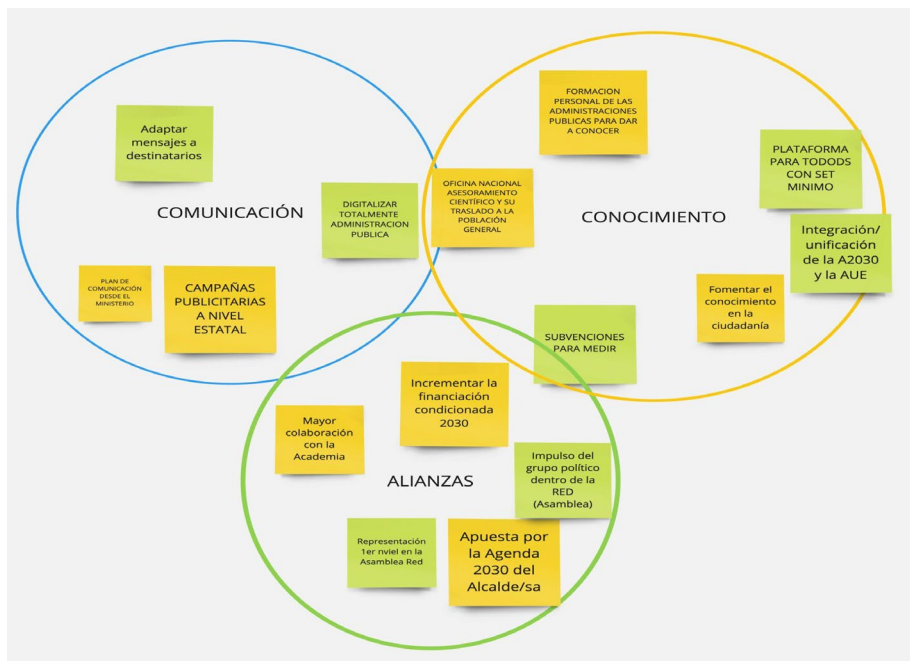 Adaptar
mensajes a
destinatarios
COMUNICACIÓN
DIGITALIZAR
TOTALMENTE
ADMINISTRACION
PUBLICA
PLAN DE
COMUNICACIÓN
DESDE EL
MINISTERIO
CAMPAÑAS
PUBLICITARIAS
A NIVEL
ESTATAL
OFICINA NACIONAL
ASESORAMIENTO
CIENTÍFICO Y SU
TRASLADO A LA
POBLACIÓN
GENERAL
FORMACION
PERSONAL DE LAS
ADMINISTRACIONES
PUBLICAS PARA DAR
A CONOCER
CONOCIMIENTO
PLATAFORMA
PARA TODODS
CON SET
MINIMO
Integración/
unificación
de la A2030
y la AUE
Fomentar el
conocimiento
en la
ciudadanía
SUBVENCIONES
PARA MEDIR
Incrementar la
financiación
condicionada
2030
Mayor
colaboración
con la
Academia
ALIANZAS
Impulso del
grupo político
dentro de la
RED
(Asamblea)
Representación
1er nviel en la
Asamblea Red
Apuesta por
la Agenda
2030 del
Alcalde/sa